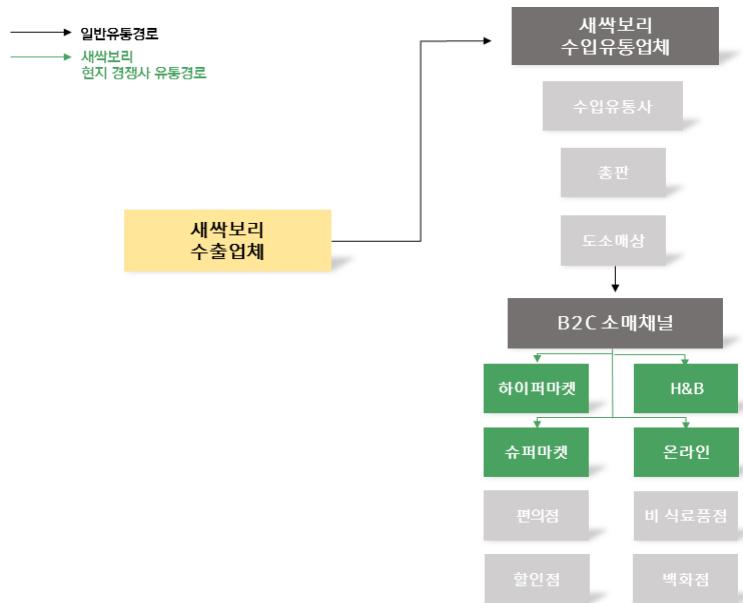 일반유통경로
새싹보리
현지 경쟁사 유통경로
새싹보리
수입유통업체
수입유통사
총판
도소매상
새싹보리
수출업체
B2C 소매채널
하이퍼마켓
H&B
슈퍼마켓
온라인
편의점
비 식료품점
할인점
백화점